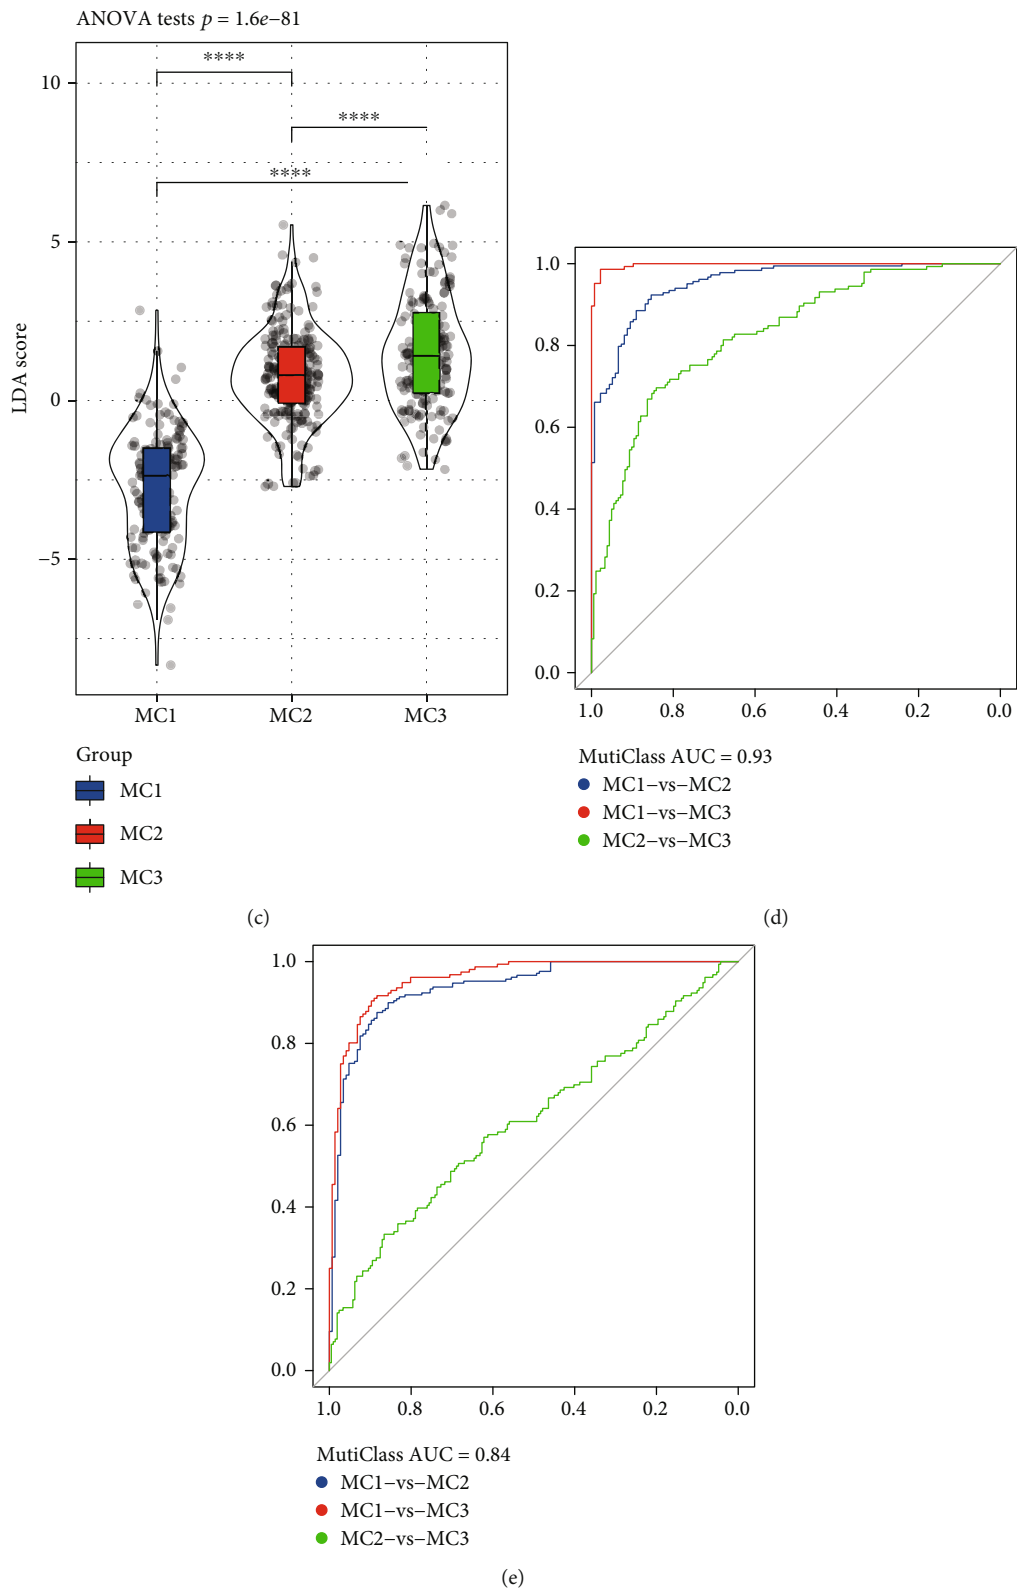 ANOVA tests p = 1.6e−81
LDA score
10
5
0
−5
****
****
****
MC1
MC2
MC3
Group
MC1
MC2
MC3
(c)
1.0
0.8
0.6
0.4
0.2
0.0
1.0
0.8
0.6
0.4
0.2
0.0
MutiClass AUC = 0.93
MC1−vs−MC2
MC1−vs−MC3
MC2−vs−MC3
(d)
1.0
0.8
0.6
0.4
0.2
0.0
1.0
0.8
0.6
0.4
0.2
0.0
MutiClass AUC = 0.84
MC1−vs−MC2
MC1−vs−MC3
MC2−vs−MC3
(e)